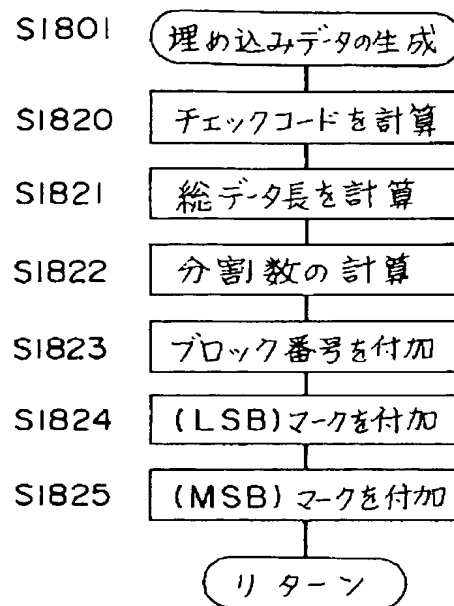 S1801 埋め込みデータの生成
S1820 チェックコードを計算
S1821 総データ長を計算
S1822 分割数の計算
S1823 ブロック番号を付加
S1824 (LSB)マークを付加
S1825 (MSB)マークを付加
リターン